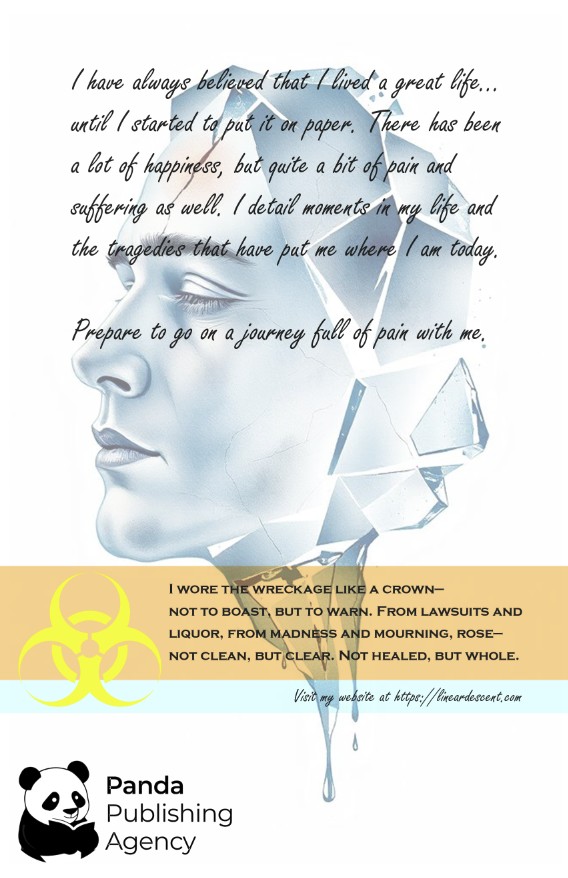 I have always believed that I lived a great life...
until I started to put it on paper.  There has been
a lot of happiness, but quite a bit of pain and
suffering as well. I detail moments in my life and
the tragedies that have put me where I am today.
Prepare to go on a journey full of pain with me.
I wore the wreckage like a crown—
not to boast, but to warn. From lawsuits and
liquor, from madness and mourning, rose—
not clean, but clear. Not healed, but whole.
Visit my website at https://lineardescent.com
Panda
Publishing
Agency